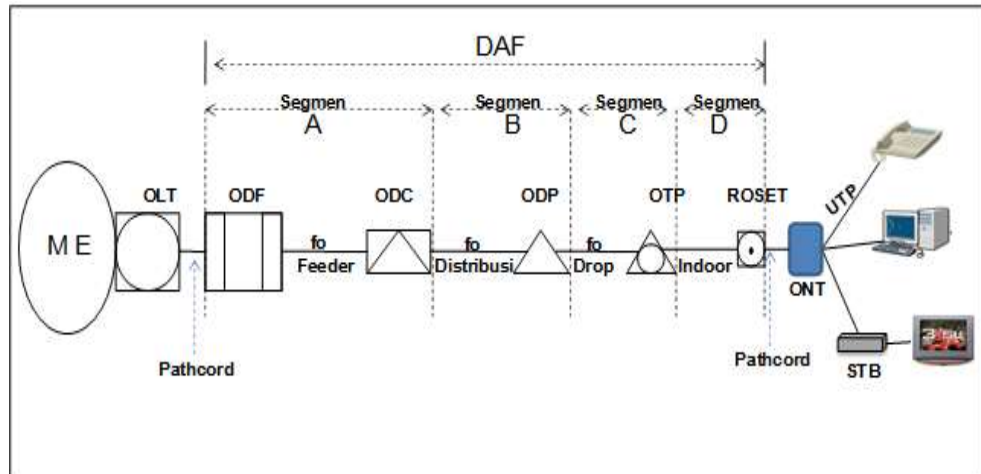 DAF
Segmen
A
Segmen
B
Segmen
C
Segmen
D
OLT
ODF
ODC
ODP
OTP
ROSET
UTP
M E
fo
Feeder
fo
Distribusi
fo
Drop
Indoor
ONT
Pathcord
Pathcord
STB